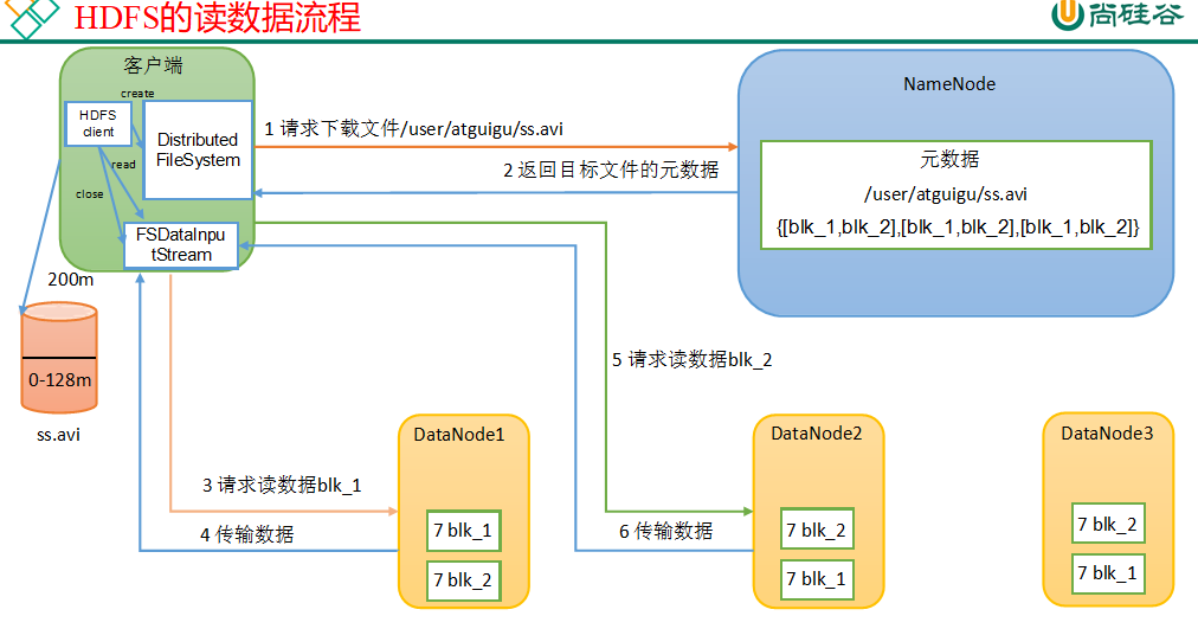 HDFS的读数据流程
尚硅谷
客户端
create
HDFS
client
Distributed
FileSystem
read
close
FSDataInpu
tStream
1 请求下载文件/user/atguigu/ss.avi
2 返回目标文件的元数据
NameNode
元数据
/user/atguigu/ss.avi
{[blk_1,blk_2],[blk_1,blk_2],[blk_1,blk_2]}
200m
0-128m
ss.avi
5 请求读数据blk_2
3 请求读数据blk_1
4 传输数据
6 传输数据
DataNode1
7 blk_1
7 blk_2
DataNode2
7 blk_2
7 blk_1
DataNode3
7 blk_2
7 blk_1